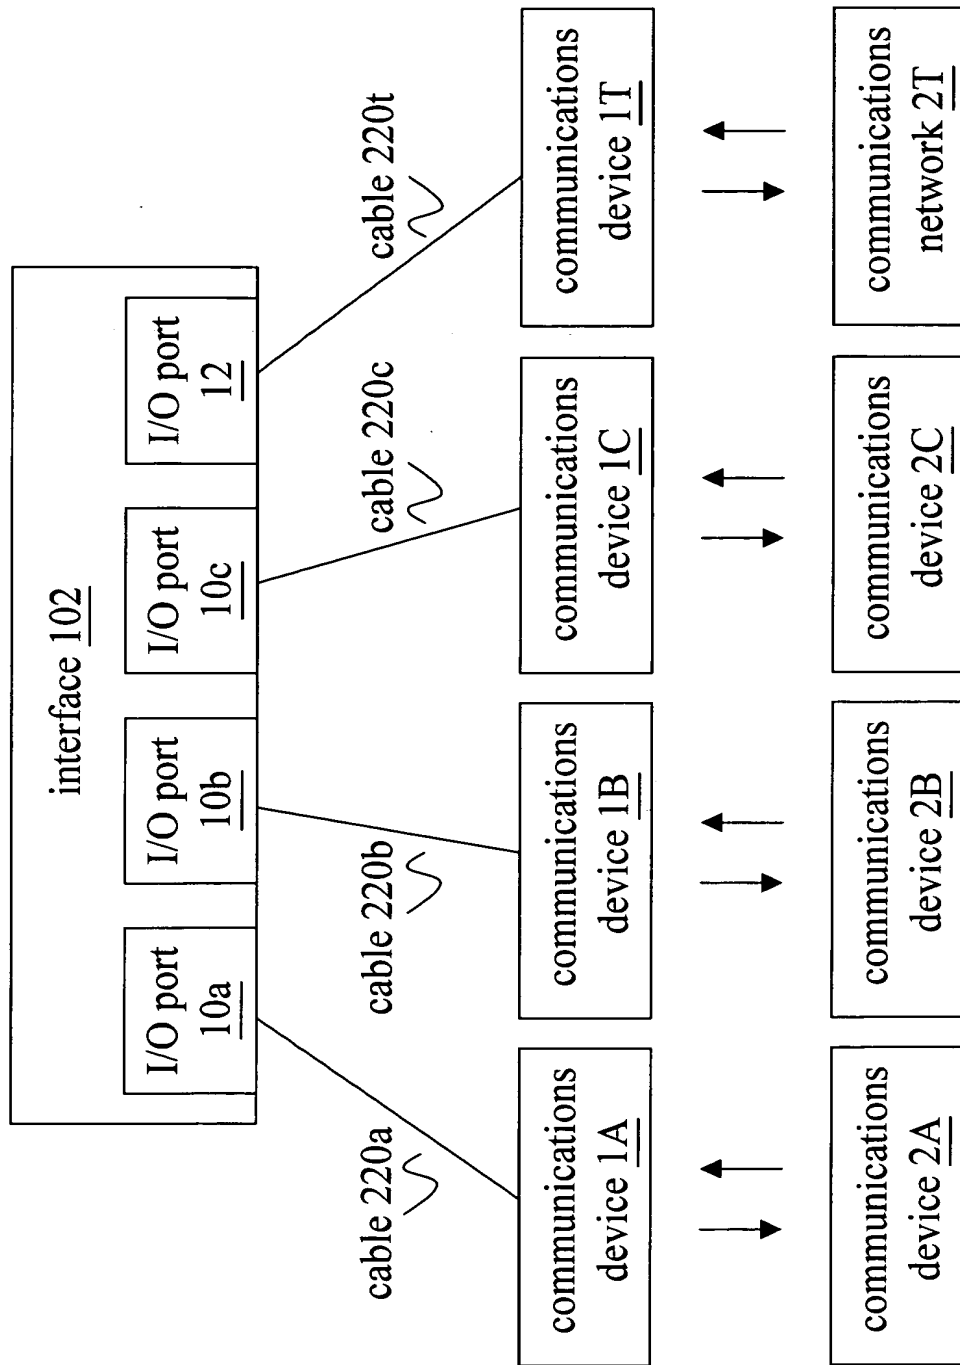 interface 102
I/O port
10a
I/O port
10b
I/O port
10c
I/O port
12
cable 220a
cable 220b
cable 220c
cable 220t
communications
device 1A
communications
device 1B
communications
device 1C
communications
device 1T
communications
device 2A
communications
device 2B
communications
device 2C
communications
network 2T